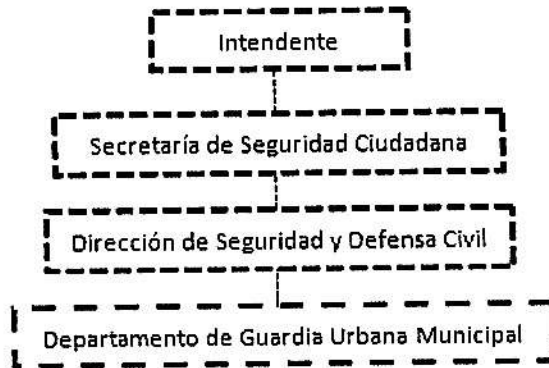 Intendente
Secretaría de Seguridad Ciudadana
Dirección de Seguridad y Defensa Civil
Departamento de Guardia Urbana Municipal